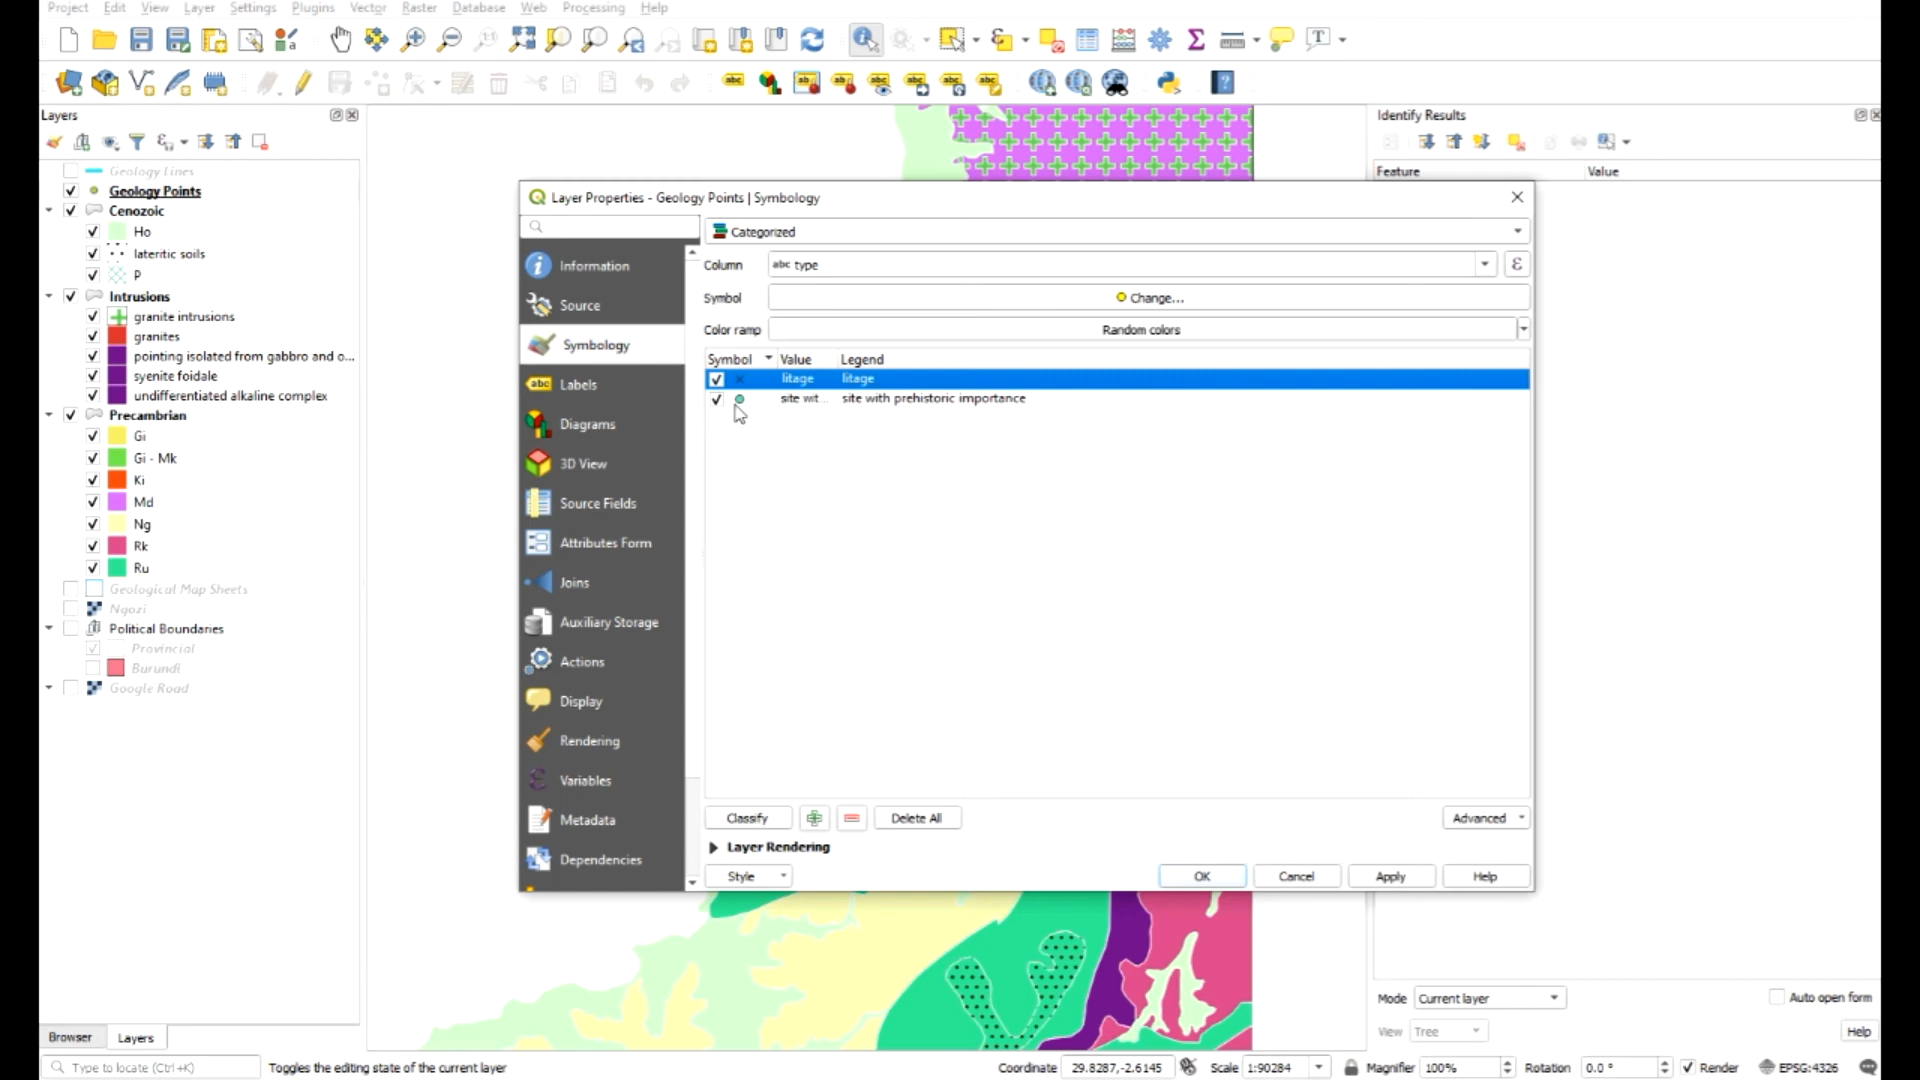 Project Edit View Layer Settings Plugins Vector Raster Database Web Processing Help
Layers
Identify Results
Feature Value
Geology Lines
Geology Points
Cenozoic
Ho
lateritic soils
P
Intrusions
granite intrusions
granites
pointing isolated from gabbro and o...
syenite foidale
undifferentiated alkaline complex
Precambrian
Gi
Gi - Mk
Ki
Md
Ng
Rk
Ru
Geological Map Sheets
Ngozi
Political Boundaries
Provincial
Burundi
Google Road
Browser Layers
Layer Properties - Geology Points | Symbology
Information
Source
Symbology
Labels
Diagrams
3D View
Source Fields
Attributes Form
Joins
Auxiliary Storage
Actions
Display
Rendering
Variables
Metadata
Dependencies
Categorized
Column abc type ε
Symbol Change...
Color ramp Random colors
Symbol Value Legend
litage litage
site wit... site with prehistoric importance
Classify Delete All Advanced
Layer Rendering
Style OK Cancel Apply Help
Mode Current layer Auto open form
View Tree Help
Type to locate (Ctrl+K) Toggles the editing state of the current layer Coordinate 29.8287,-2.6145 Scale 1:90284 Magnifier 100% Rotation 0.0 ° Render EPSG:4326